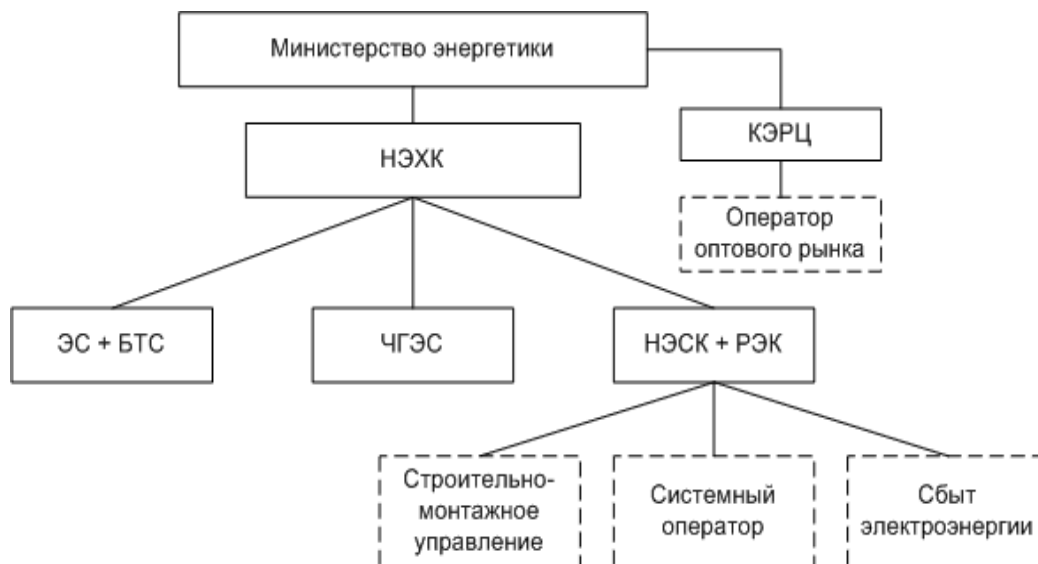 Министерство энергетики
НЭХК
КЭРЦ
Оператор
оптового рынка
ЭС + БТС
ЧГЭС
НЭСК + РЭК
Строительно-
монтажное
управление
Системный
оператор
Сбыт
электроэнергии